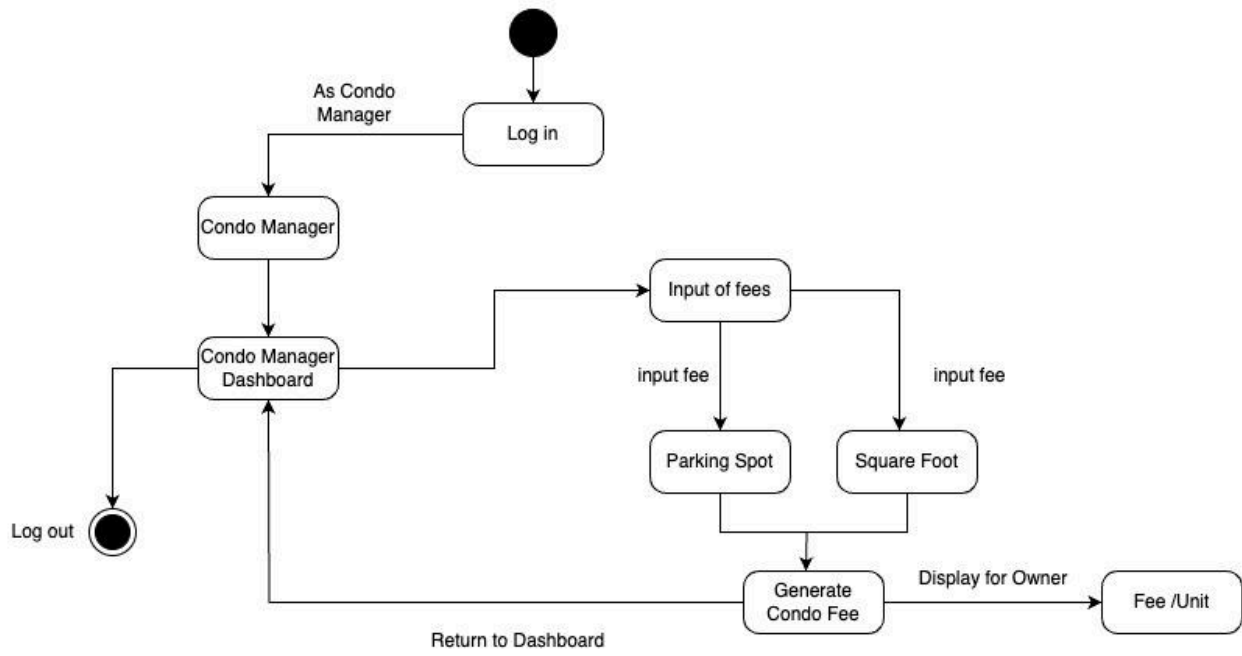 As Condo
Manager
Log in
Condo Manager
Input of fees
Condo Manager
Dashboard
input fee
input fee
Parking Spot
Square Foot
Log out
Generate
Condo Fee
Display for Owner
Fee /Unit
Return to Dashboard